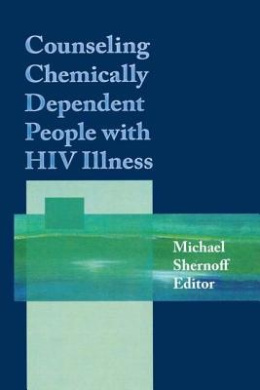 Counseling
Chemically
Dependent
People with
HIV Illness
Michael
Shernoff
Editor